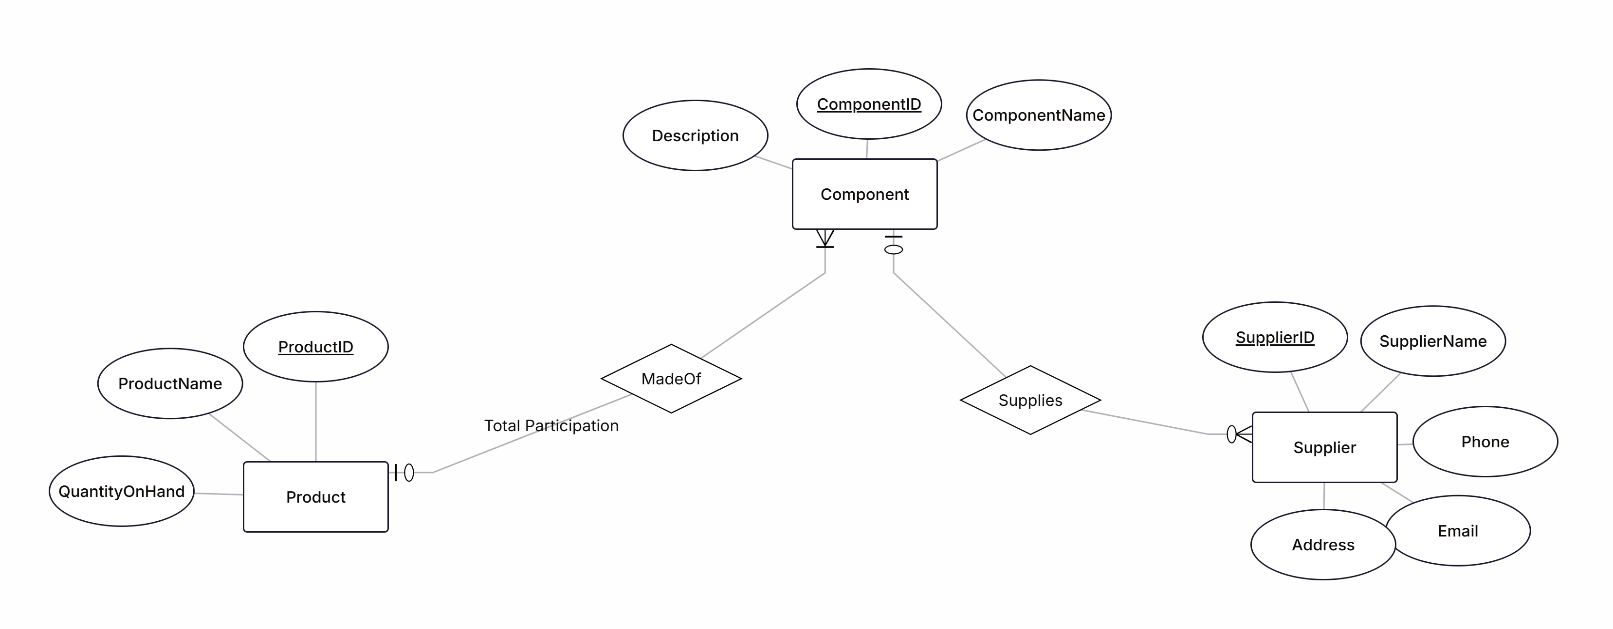 ComponentID
ComponentName
Description
Component
SupplierID
SupplierName
ProductID
ProductName
MadeOf
Supplies
Total Participation
Supplier
Phone
QuantityOnHand
Product
Email
Address